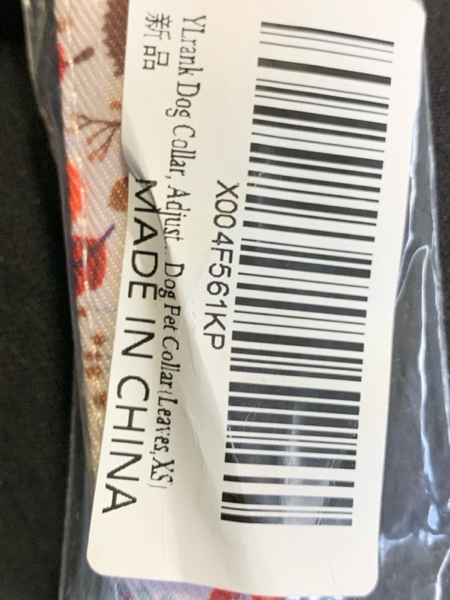 X004F561KP
YLrank Dog Collar, Adjust... Dog Pet Collar (Leaves,XS)
新品
MADE IN CHINA